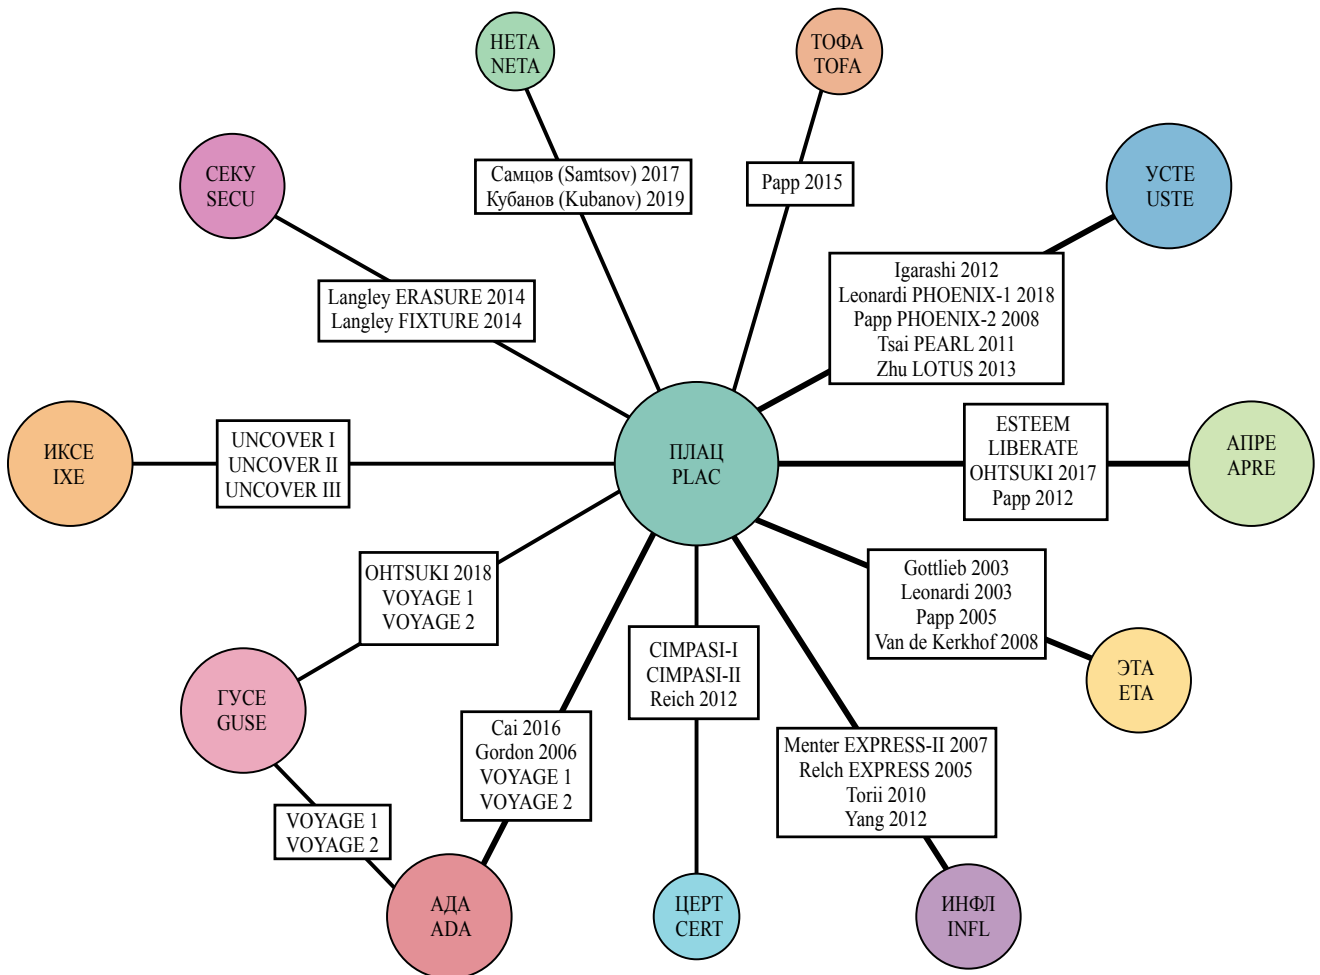 НЕТА
NETA
ТОФА
TOFA
СЕКУ
SECU
Самцов (Samtsov) 2017
Кубанов (Kubanov) 2019
Papp 2015
УСТЕ
USTE
Langley ERASURE 2014
Langley FIXTURE 2014
Igarashi 2012
Leonardi PHOENIX-1 2018
Papp PHOENIX-2 2008
Tsai PEARL 2011
Zhu LOTUS 2013
ИКСЕ
IXE
UNCOVER I
UNCOVER II
UNCOVER III
ПЛАЦ
PLAC
ESTEEM
LIBERATE
OHTSUKI 2017
Papp 2012
АПРЕ
APRE
OHTSUKI 2018
VOYAGE 1
VOYAGE 2
Gottlieb 2003
Leonardi 2003
Papp 2005
Van de Kerkhof 2008
ЭТА
ETA
ГУСЕ
GUSE
CIMPASI-I
CIMPASI-II
Reich 2012
Cai 2016
Gordon 2006
VOYAGE 1
VOYAGE 2
Menter EXPRESS-II 2007
Relch EXPRESS 2005
Torii 2010
Yang 2012
VOYAGE 1
VOYAGE 2
АДА
ADA
ЦЕРТ
CERT
ИНФЛ
INFL